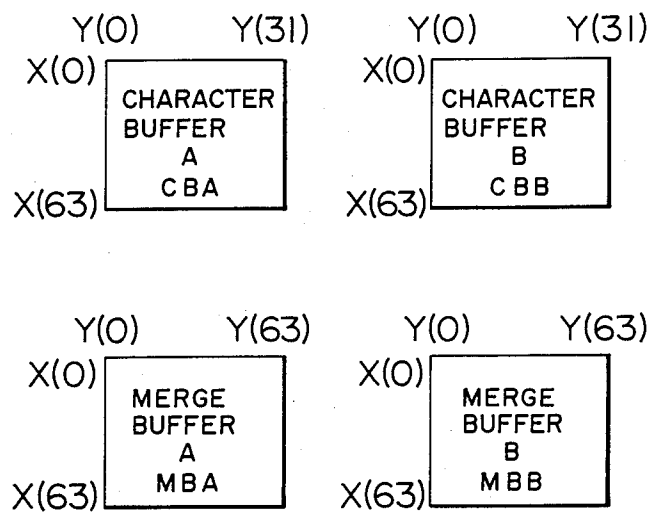 Y(0) Y(31)
X(0)
CHARACTER
BUFFER
A
CBA
X(63)
Y(0) Y(31)
X(0)
CHARACTER
BUFFER
B
CBB
X(63)
Y(0) Y(63)
X(0)
MERGE
BUFFER
A
MBA
X(63)
Y(0) Y(63)
X(0)
MERGE
BUFFER
B
MBB
X(63)